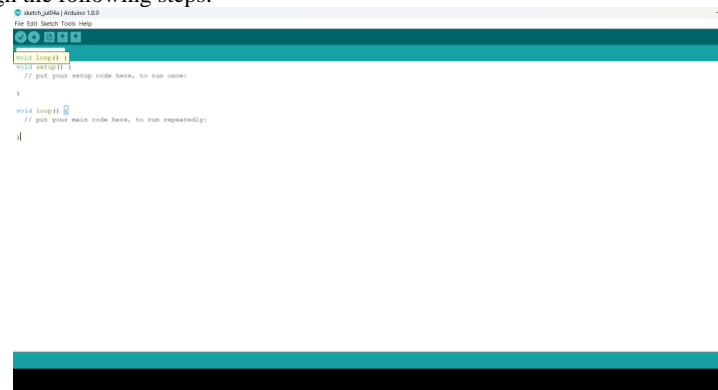 gh the following steps.
sketch_jul04a | Arduino 1.8.9
File Edit Sketch Tools Help
void loop() {
void setup() {
// put your setup code here, to run once:
}
void loop() {
// put your main code here, to run repeatedly:
}